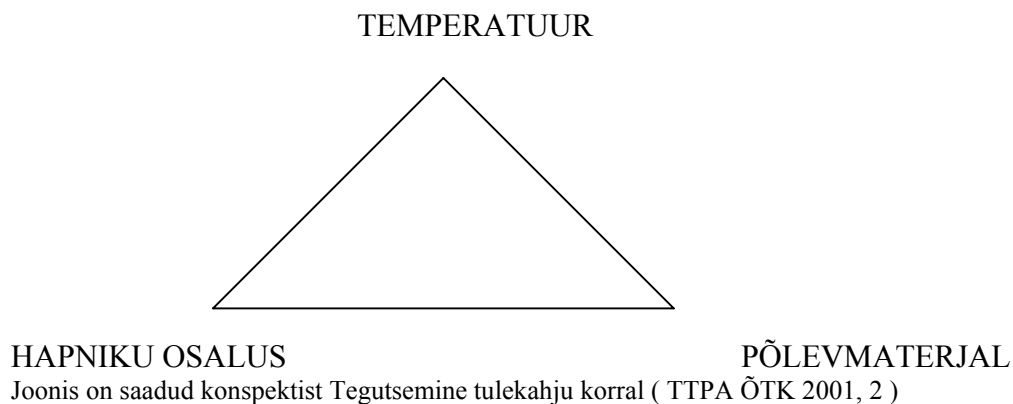 TEMPERATUUR
HAPNIKU OSALUS PÕLEVMATERJAL
Joonis on saadud konspektist Tegutsemine tulekahju korral ( TTPA ÕTK 2001, 2 )